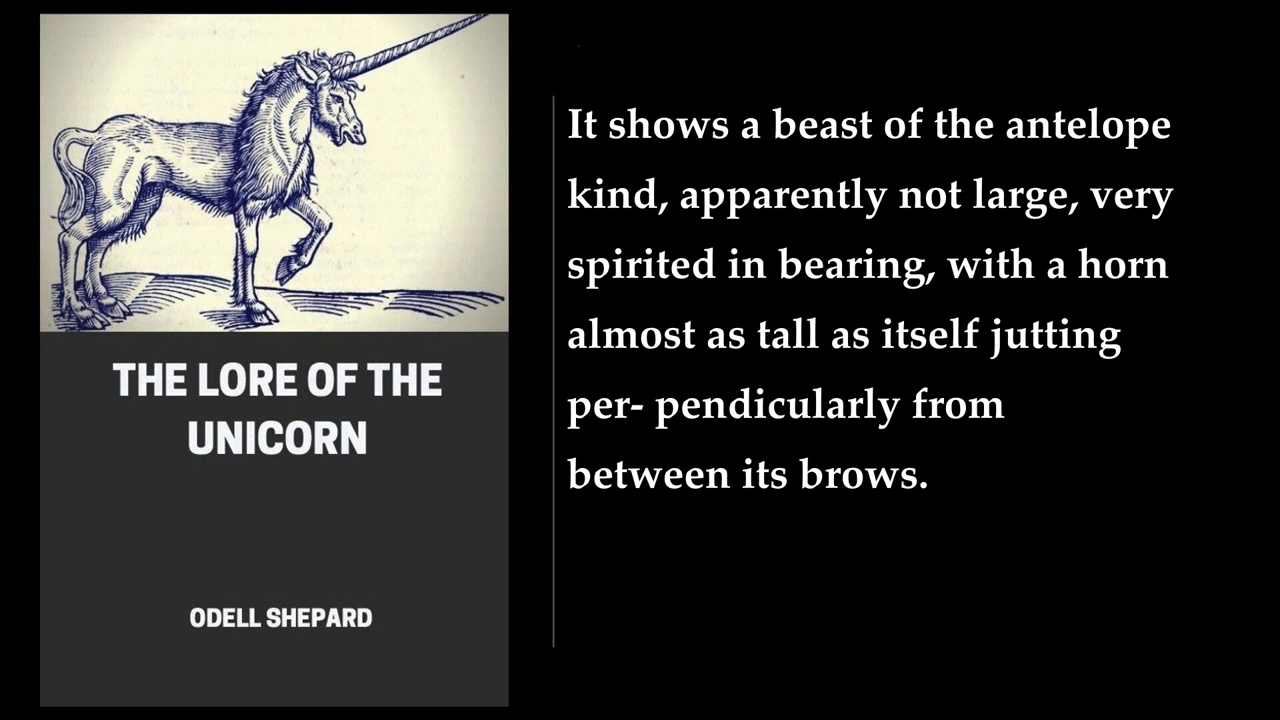 THE LORE OF THE
UNICORN
ODELL SHEPARD
It shows a beast of the antelope
kind, apparently not large, very
spirited in bearing, with a horn
almost as tall as itself jutting
per- pendicularly from
between its brows.